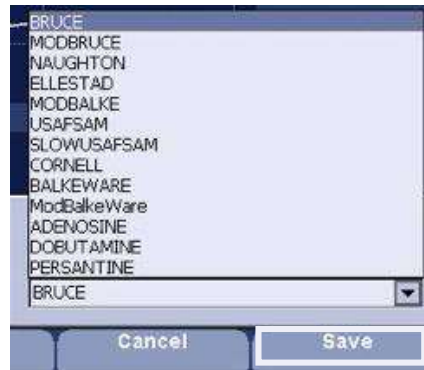 BRUCE
MODBRUCE
NAUGHTON
ELLESTAD
MODBALKE
USAFSAM
SLOWUSAFSAM
CORNELL
BALKEWARE
ModBalkeWare
ADENOSINE
DOBUTAMINE
PERSANTINE
BRUCE
Cancel Save